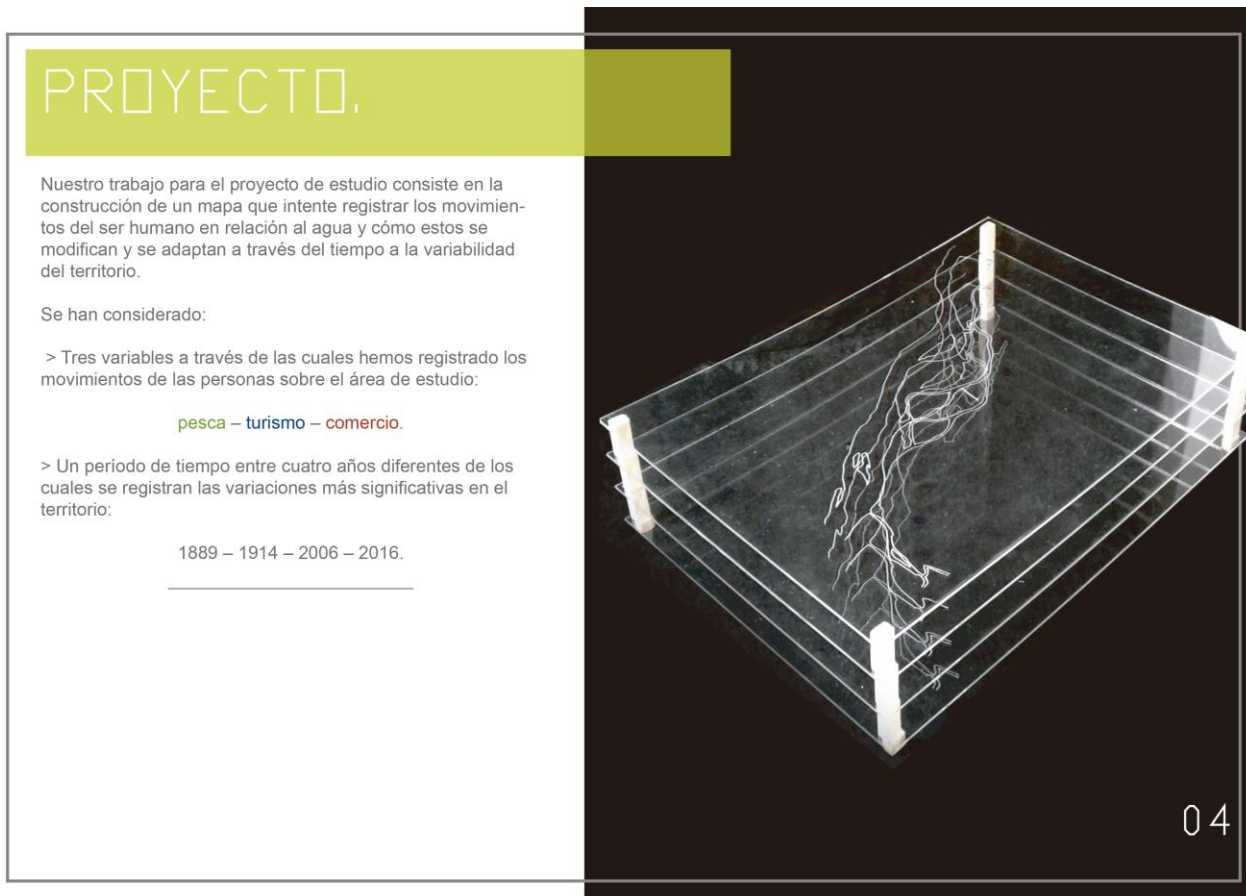 PROYECTO.
Nuestro trabajo para el proyecto de estudio consiste en la
construcción de un mapa que intente registrar los movimien-
tos del ser humano en relación al agua y cómo estos se
modifican y se adaptan a través del tiempo a la variabilidad
del territorio.
Se han considerado:
> Tres variables a través de las cuales hemos registrado los
movimientos de las personas sobre el área de estudio:
pesca – turismo – comercio.
> Un período de tiempo entre cuatro años diferentes de los
cuales se registran las variaciones más significativas en el
territorio:
1889 – 1914 – 2006 – 2016.
04